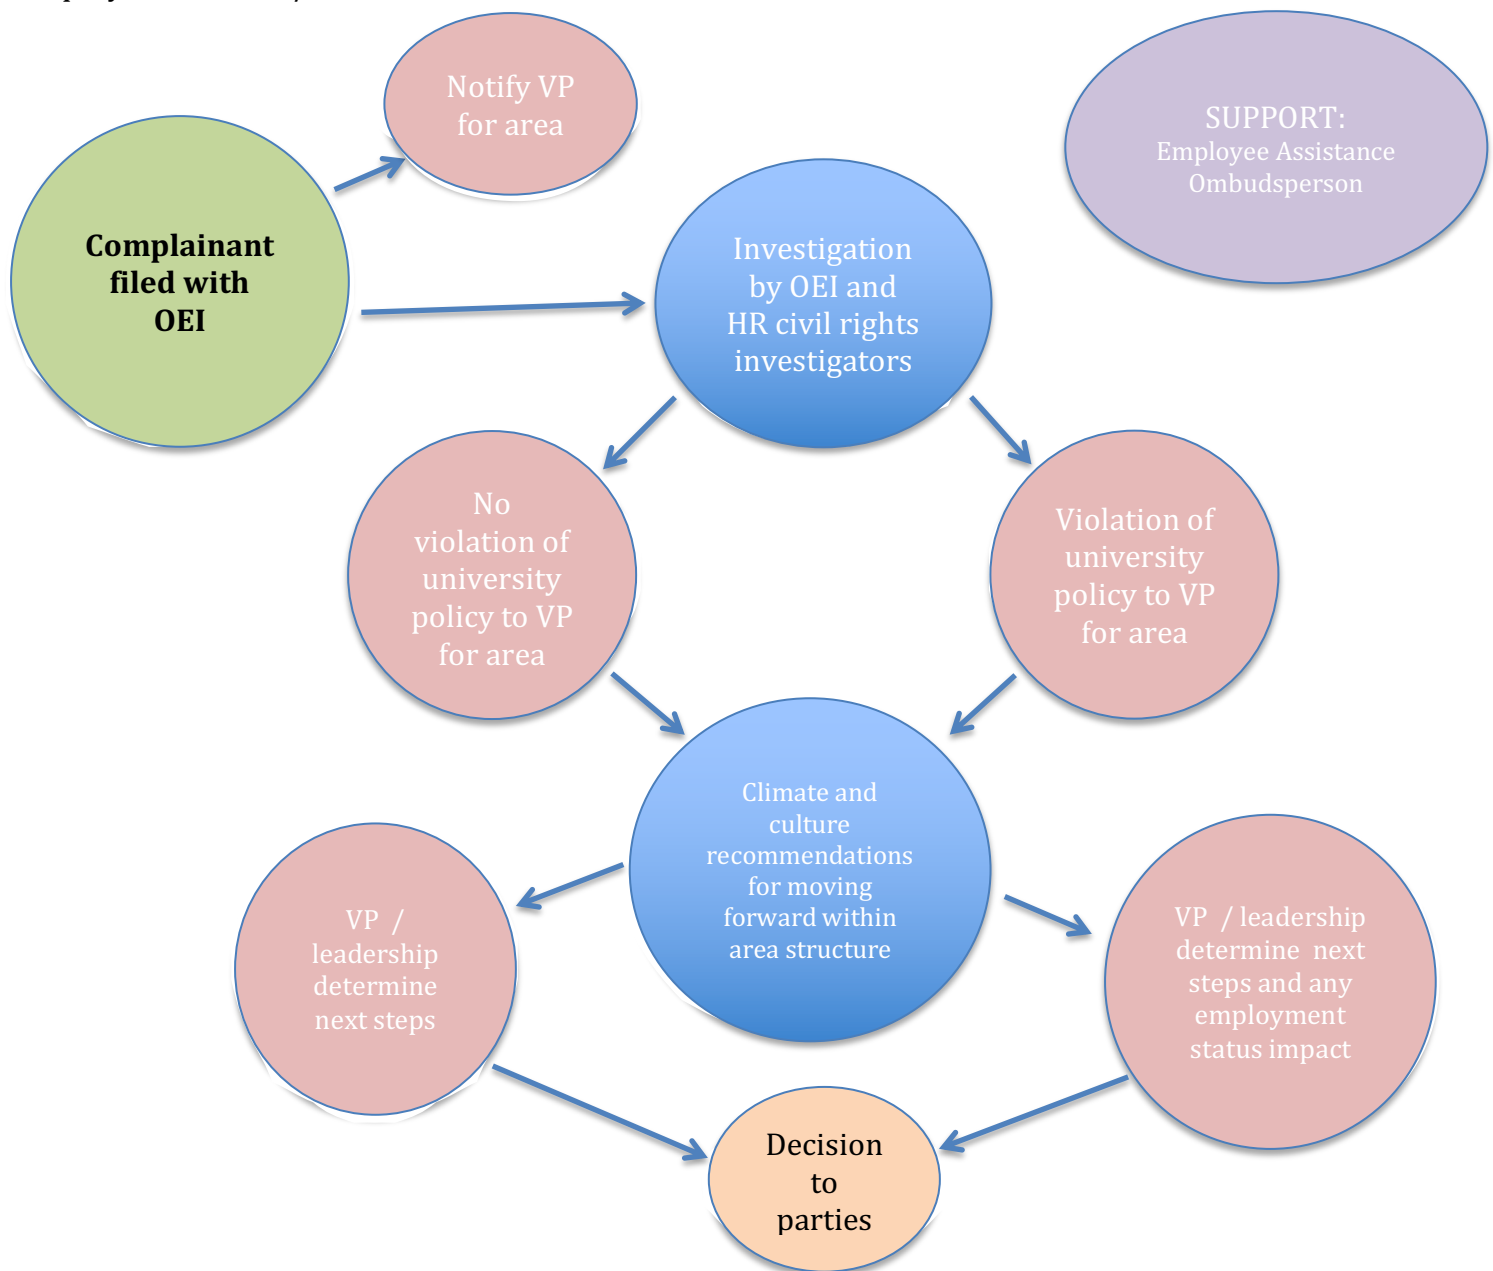 Notify VP
for area
SUPPORT:
Employee Assistance
Ombudsperson
Complainant
filed with
OEI
Investigation
by OEI and
HR civil rights
investigators
No
violation of
university
policy to VP
for area
Violation of
university
policy to VP
for area
Climate and
culture
recommendations
for moving
forward within
area structure
VP / 
leadership
determine
next steps
VP / leadership
determine next
steps and any
employment
status impact
Decision
to
parties